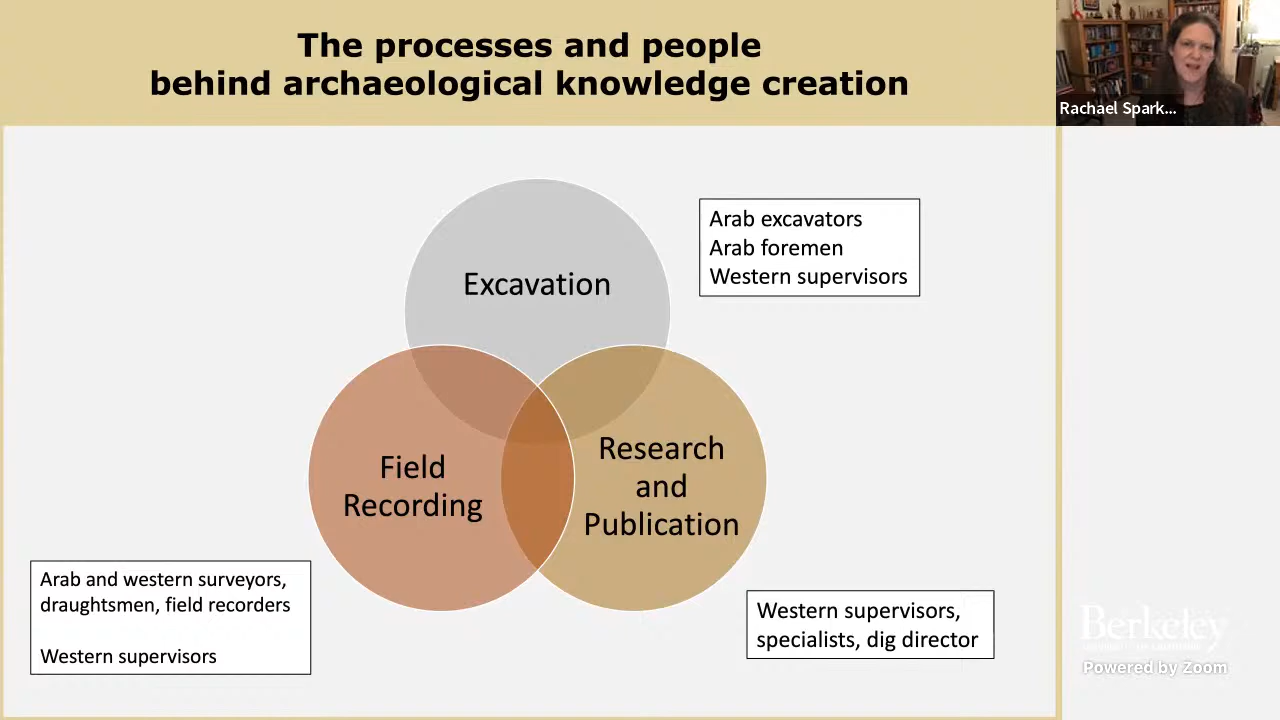 The processes and people
behind archaeological knowledge creation
Rachael Spark...
Excavation
Arab excavators
Arab foremen
Western supervisors
Field
Recording
Research
and
Publication
Arab and western surveyors,
draughtsmen, field recorders
Western supervisors
Western supervisors,
specialists, dig director
Berkeley
Powered by Zoom